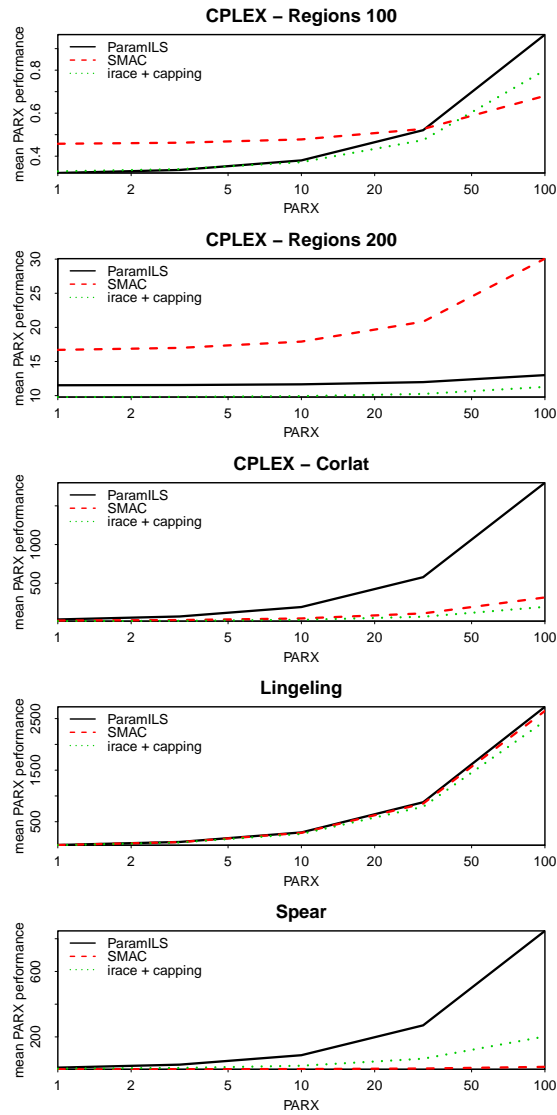 CPLEX − Regions 100
mean PARX performance
0.4 0.6 0.8
ParamILS
SMAC
irace + capping
1 2 5 10 20 50 100
PARX
CPLEX − Regions 200
mean PARX performance
10 15 20 25 30
ParamILS
SMAC
irace + capping
1 2 5 10 20 50 100
PARX
CPLEX − Corlat
mean PARX performance
500 1000
ParamILS
SMAC
irace + capping
1 2 5 10 20 50 100
PARX
Lingeling
mean PARX performance
500 1500 2500
ParamILS
SMAC
irace + capping
1 2 5 10 20 50 100
PARX
Spear
mean PARX performance
200 600
ParamILS
SMAC
irace + capping
1 2 5 10 20 50 100
PARX